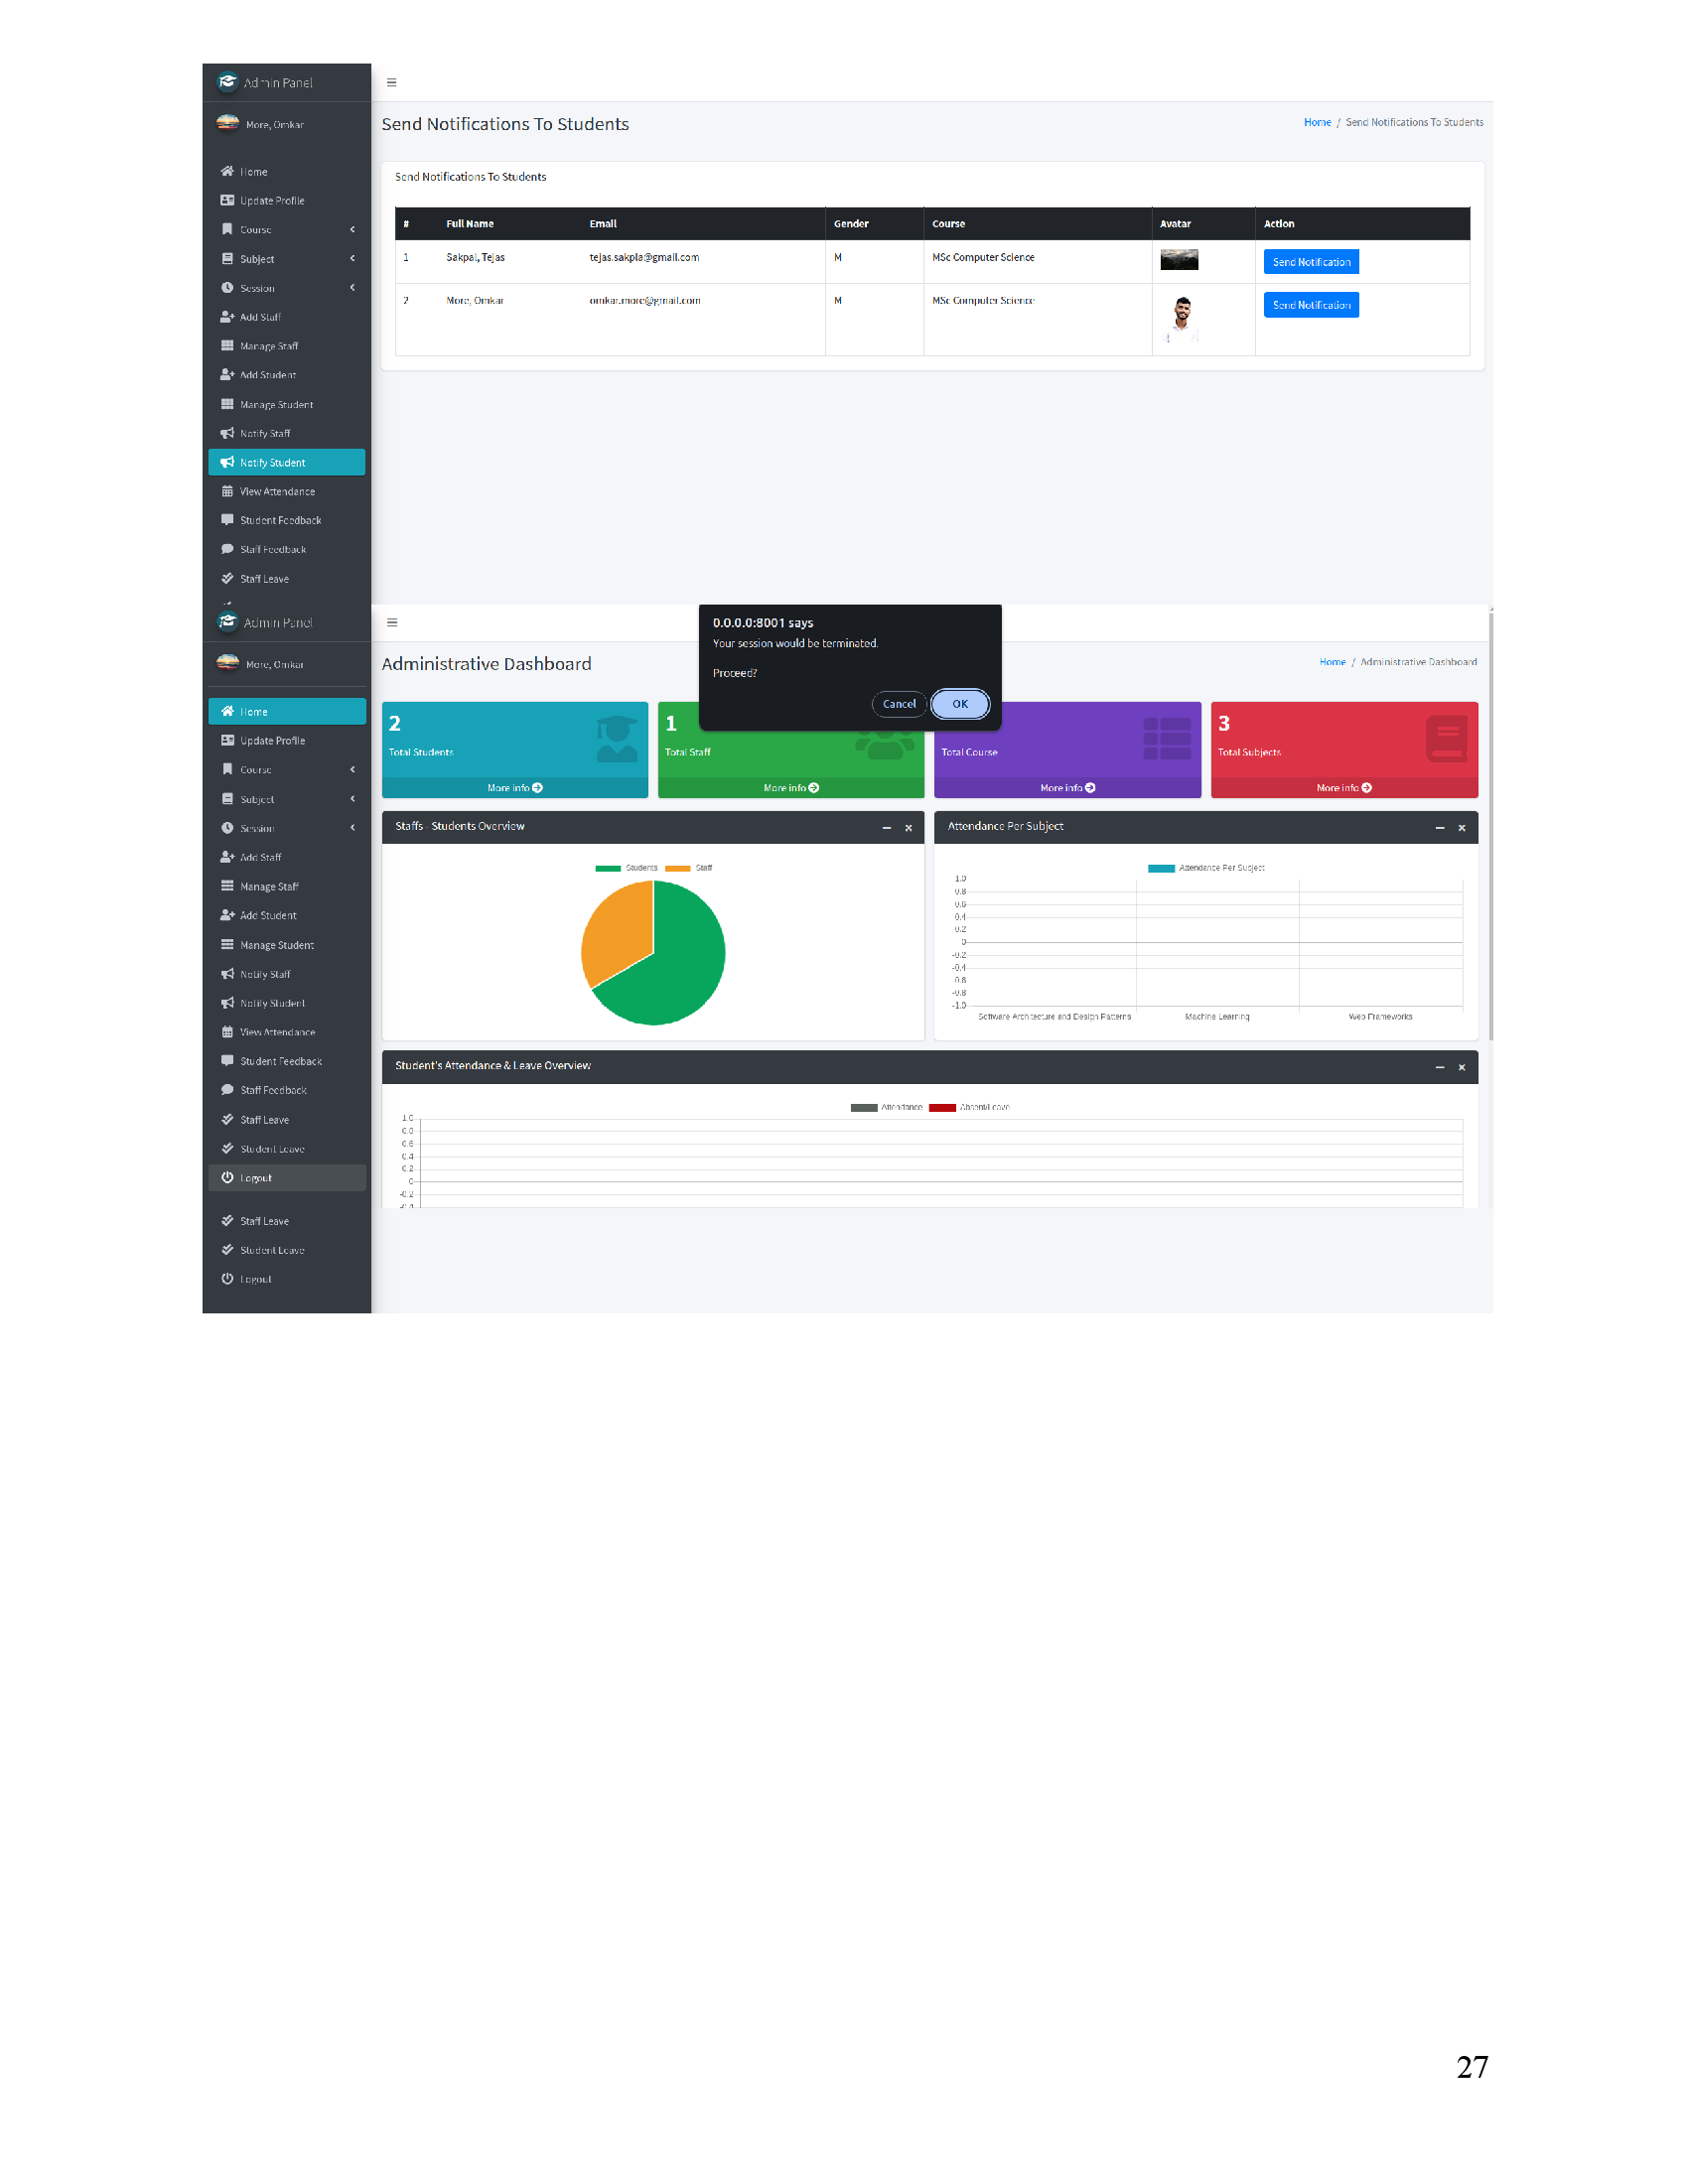 Admin Panel
More, Omkar
Home
Update Profile
Course
Subject
Session
Add Staff
Manage Staff
Add Student
Manage Student
Notify Staff
Notify Student
View Attendance
Student Feedback
Staff Feedback
Staff Leave
Send Notifications To Students
Home / Send Notifications To Students
Send Notifications To Students
# Full Name Email Gender Course Avatar Action
1 Sakpal, Tejas tejas.sakpla@gmail.com M MSc Computer Science Send Notification
2 More, Omkar omkar.more@gmail.com M MSc Computer Science Send Notification
Admin Panel
More, Omkar
Home
Update Profile
Course
Subject
Session
Add Staff
Manage Staff
Add Student
Manage Student
Notify Staff
Notify Student
View Attendance
Student Feedback
Staff Feedback
Staff Leave
Student Leave
Logout
Staff Leave
Student Leave
Logout
0.0.0.0:8001 says
Your session would be terminated.
Proceed?
Cancel OK
Administrative Dashboard
Home / Administrative Dashboard
2
Total Students
More info
1
Total Staff
More info
Total Course
More info
3
Total Subjects
More info
Staffs - Students Overview
Students Staff
Attendance Per Subject
Attendance Per Subject
1.0
0.8
0.6
0.4
0.2
0
-0.2
-0.4
-0.6
-0.8
-1.0
Software Architecture and Design Patterns Machine Learning Web Frameworks
Student's Attendance & Leave Overview
Attendance Absent/Leave
1.0
0.8
0.6
0.4
0.2
0
-0.2
27